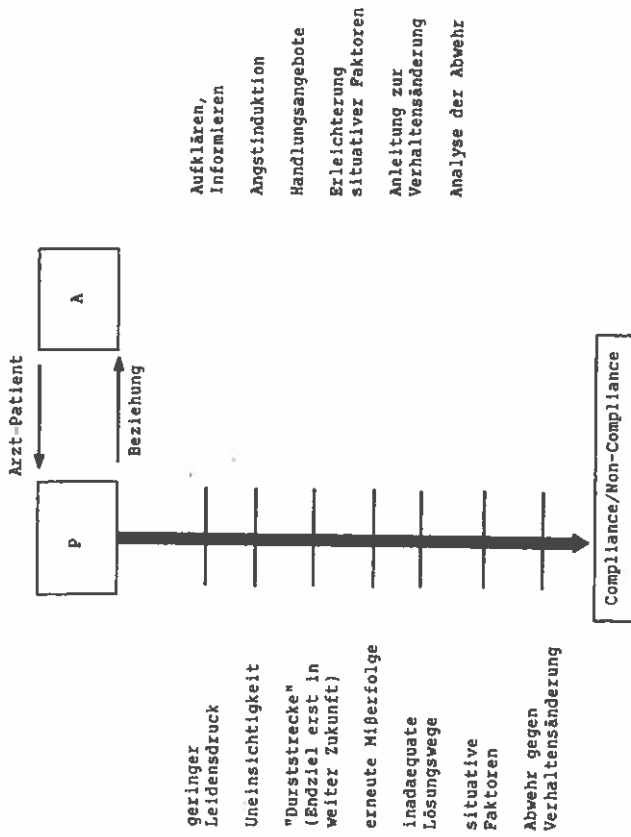 Arzt-Patient
P
A
Beziehung
geringer
Leidensdruck
Uneinsichtigkeit
"Durststrecke"
(Endziel erst in
weiter Zukunft)
erneute Mißerfolge
inadaequate
Lösungswege
situative
Faktoren
Abwehr gegen
Verhaltensänderung
Aufklären,
Informieren
Angstinduktion
Handlungsangebote
Erleichterung
situativer Faktoren
Anleitung zur
Verhaltensänderung
Analyse der Abwehr
Compliance/Non-Compliance